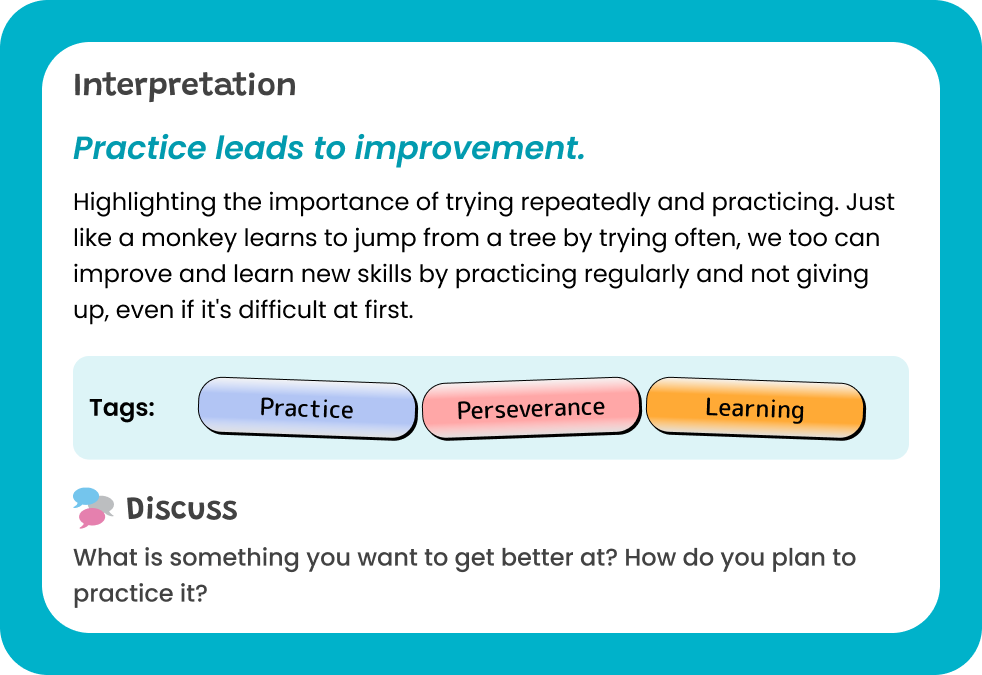 Interpretation
Practice leads to improvement.
Highlighting the importance of trying repeatedly and practicing. Just
like a monkey learns to jump from a tree by trying often, we too can
improve and learn new skills by practicing regularly and not giving
up, even if it's difficult at first.
Tags: Practice Perseverance Learning
Discuss
What is something you want to get better at? How do you plan to
practice it?